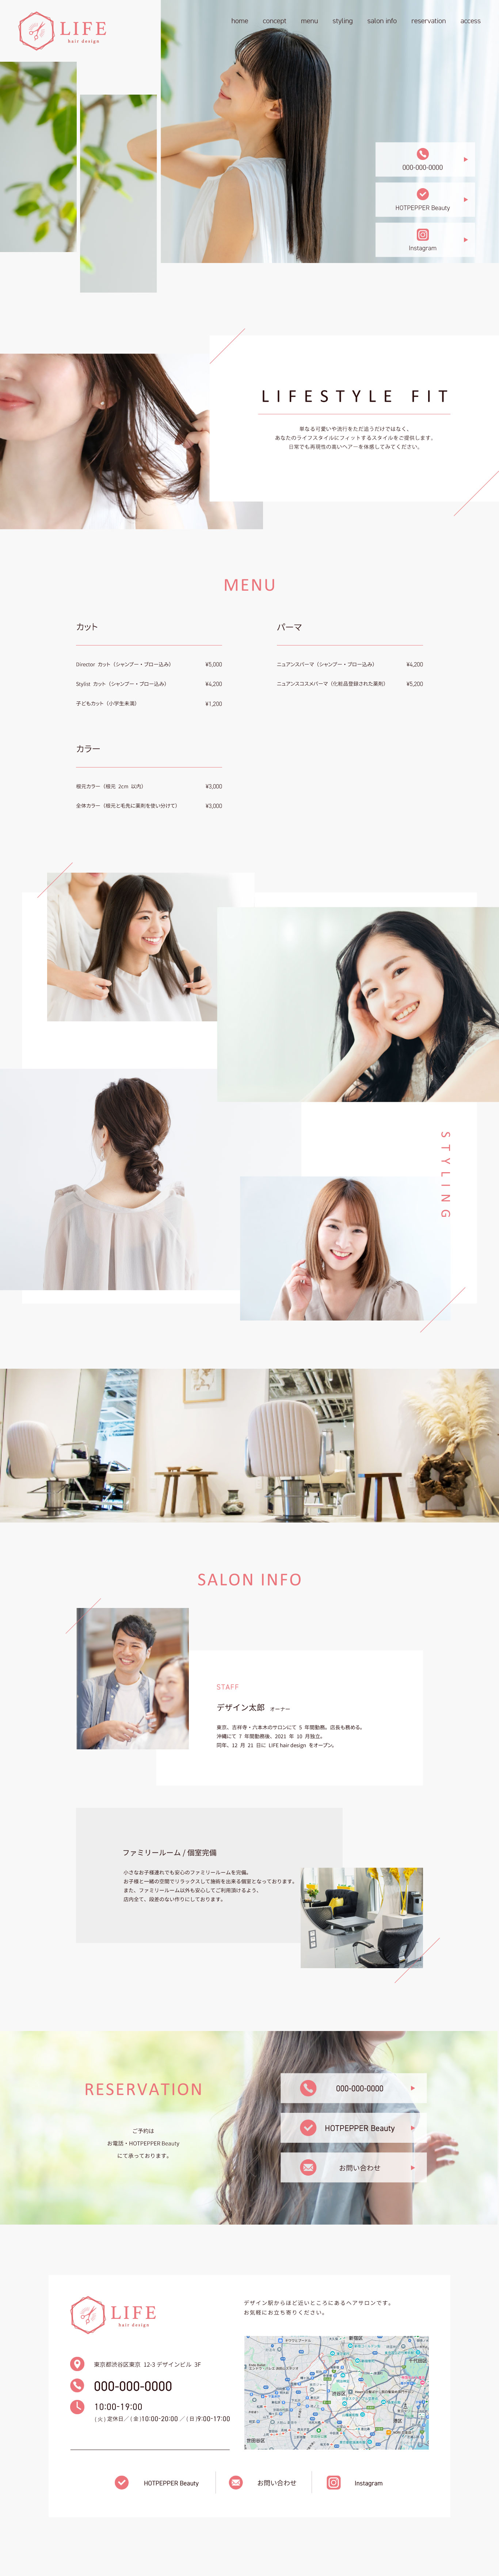 LIFE
hair design
home concept menu styling salon info reservation access
000-000-0000
HOTPEPPER Beauty
Instagram
LIFESTYLE FIT
単なる可愛いや流行をただ追うだけではなく、
あなたのライフスタイルにフィットするスタイルをご提供します。
日常でも再現性の高いヘアーを体感してみてください。
MENU
カット
Director カット（シャンプー・ブロー込み） ¥5,000
Stylist カット（シャンプー・ブロー込み） ¥4,200
子どもカット（小学生未満） ¥1,200
パーマ
ニュアンスパーマ（シャンプー・ブロー込み） ¥4,200
ニュアンスコスメパーマ（化粧品登録された薬剤） ¥5,200
カラー
根元カラー（根元 2cm 以内） ¥3,000
全体カラー（根元と毛先に薬剤を使い分けて） ¥3,000
STYLING
SALON INFO
STAFF
デザイン太郎 オーナー
東京、吉祥寺・六本木のサロンにて 5 年間勤務。店長も務める。
沖縄にて 7 年間勤務後、2021 年 10 月独立。
同年、12 月 21 日に LIFE hair design をオープン。
ファミリールーム / 個室完備
小さなお子様連れでも安心のファミリールームを完備。
お子様と一緒の空間でリラックスして施術を出来る個室となっております。
また、ファミリールーム以外も安心してご利用頂けるよう、
店内全て、段差のない作りにしております。
RESERVATION
ご予約は
お電話・HOTPEPPER Beauty
にて承っております。
000-000-0000
HOTPEPPER Beauty
お問い合わせ
LIFE
hair design
東京都渋谷区東京 12-3 デザインビル 3F
000-000-0000
10:00-19:00
( 火 ) 定休日／( 金 )10:00-20:00 ／ ( 日 )9:00-17:00
デザイン駅からほど近いところにあるヘアサロンです。
お気軽にお立ち寄りください。
新宿区
千代田区
渋谷区
港区
世田谷区
HOTPEPPER Beauty
お問い合わせ
Instagram